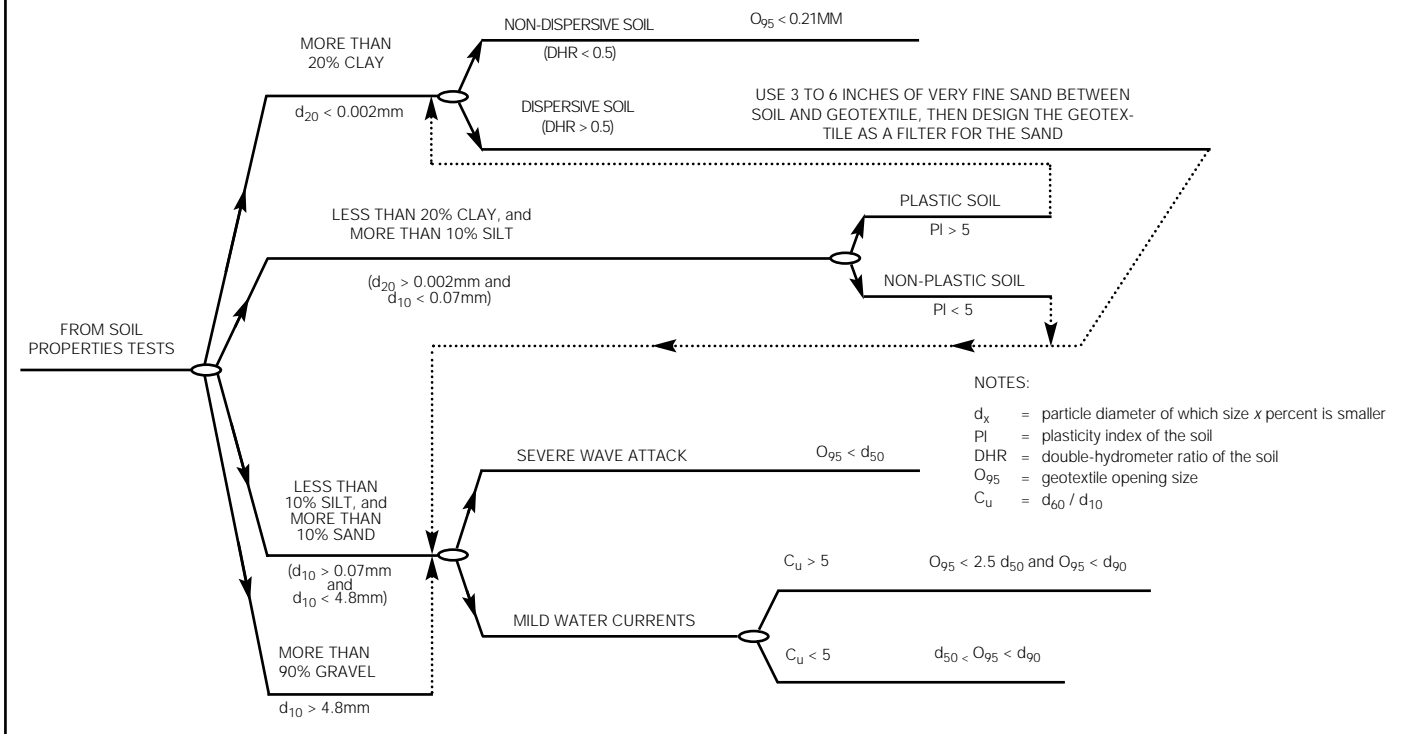 NON-DISPERSIVE SOIL
O95 < 0.21MM
(DHR < 0.5)
MORE THAN
20% CLAY
d20 < 0.002mm
DISPERSIVE SOIL
(DHR > 0.5)
USE 3 TO 6 INCHES OF VERY FINE SAND BETWEEN
SOIL AND GEOTEXTILE, THEN DESIGN THE GEOTEX-
TILE AS A FILTER FOR THE SAND
LESS THAN 20% CLAY, and
MORE THAN 10% SILT
(d20 > 0.002mm and
d10 < 0.07mm)
PLASTIC SOIL
PI > 5
NON-PLASTIC SOIL
PI < 5
FROM SOIL
PROPERTIES TESTS
NOTES:
dx = particle diameter of which size x percent is smaller
PI = plasticity index of the soil
DHR = double-hydrometer ratio of the soil
O95 = geotextile opening size
Cu = d60 / d10
LESS THAN
10% SILT, and
MORE THAN
10% SAND
(d10 > 0.07mm
and
d10 < 4.8mm)
SEVERE WAVE ATTACK
O95 < d50
MILD WATER CURRENTS
Cu > 5
O95 < 2.5 d50 and O95 < d90
Cu < 5
d50 < O95 < d90
MORE THAN
90% GRAVEL
d10 > 4.8mm